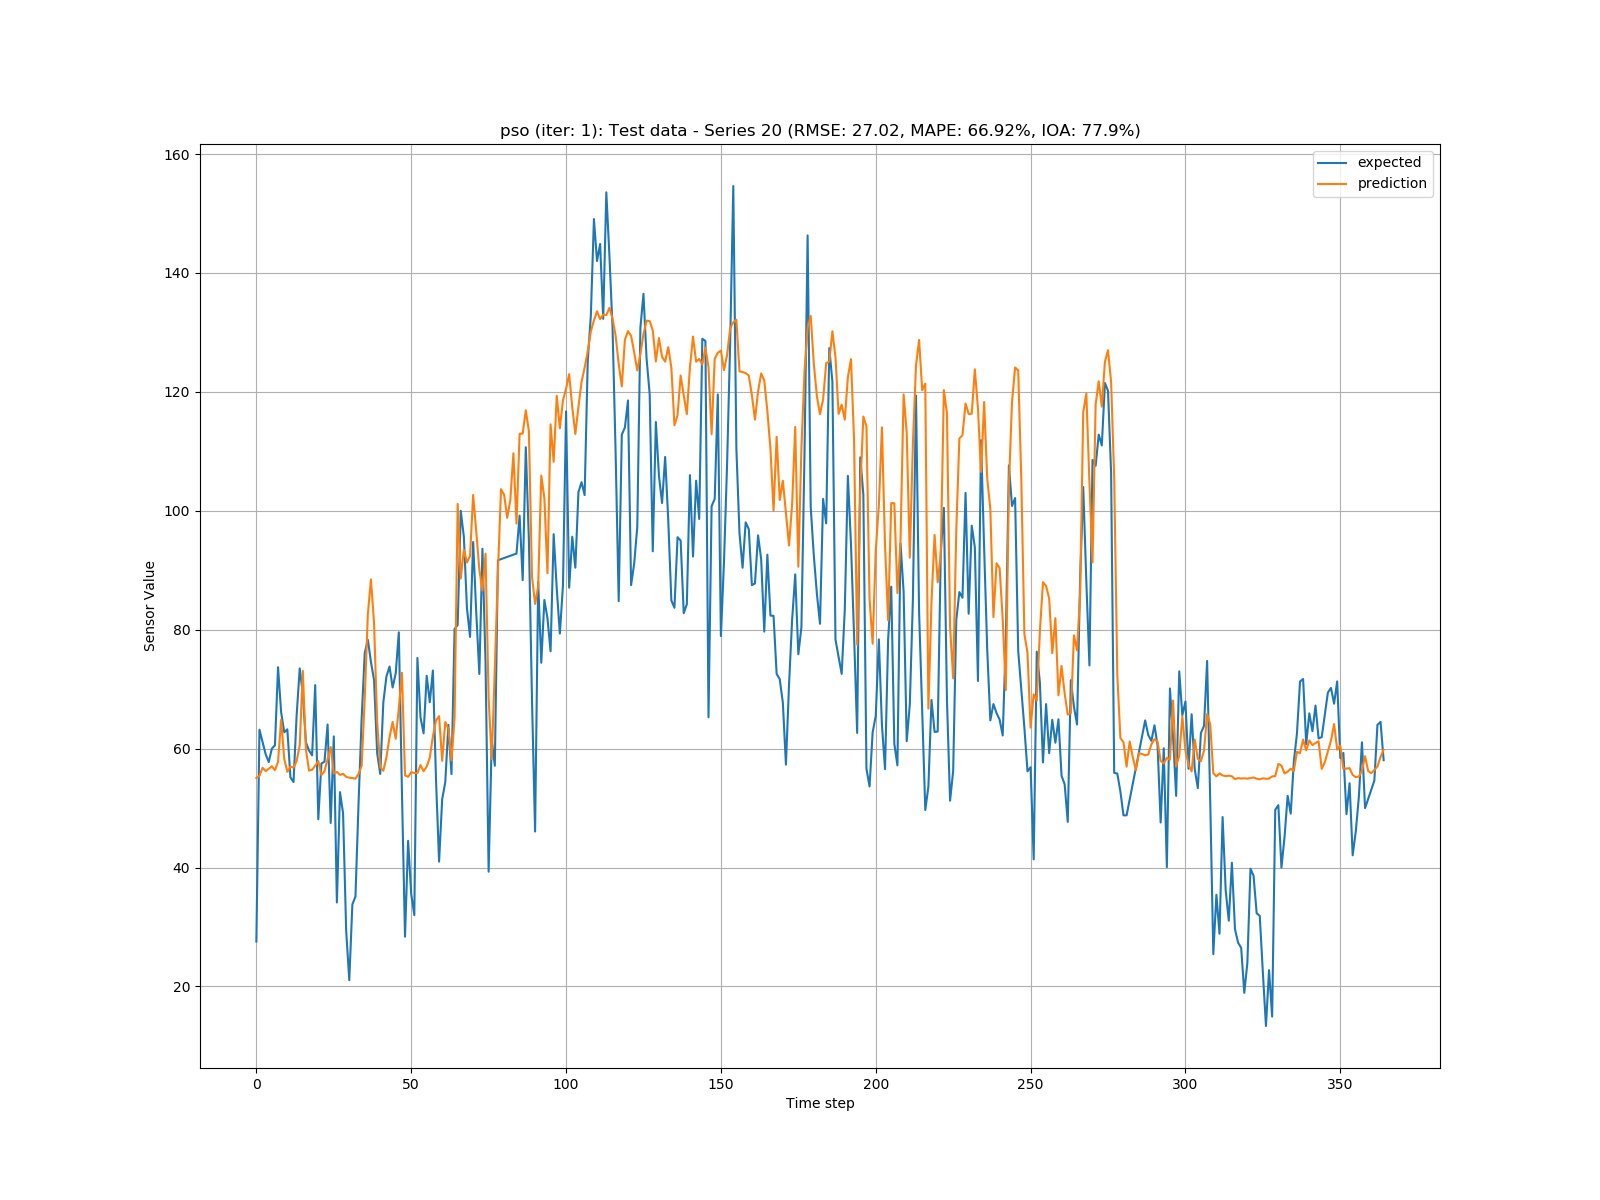 pso (iter: 1): Test data - Series 20 (RMSE: 27.02, MAPE: 66.92%, IOA: 77.9%)
expected
prediction
160
140
120
100
80
60
40
20
Sensor Value
0 50 100 150 200 250 300 350
Time step